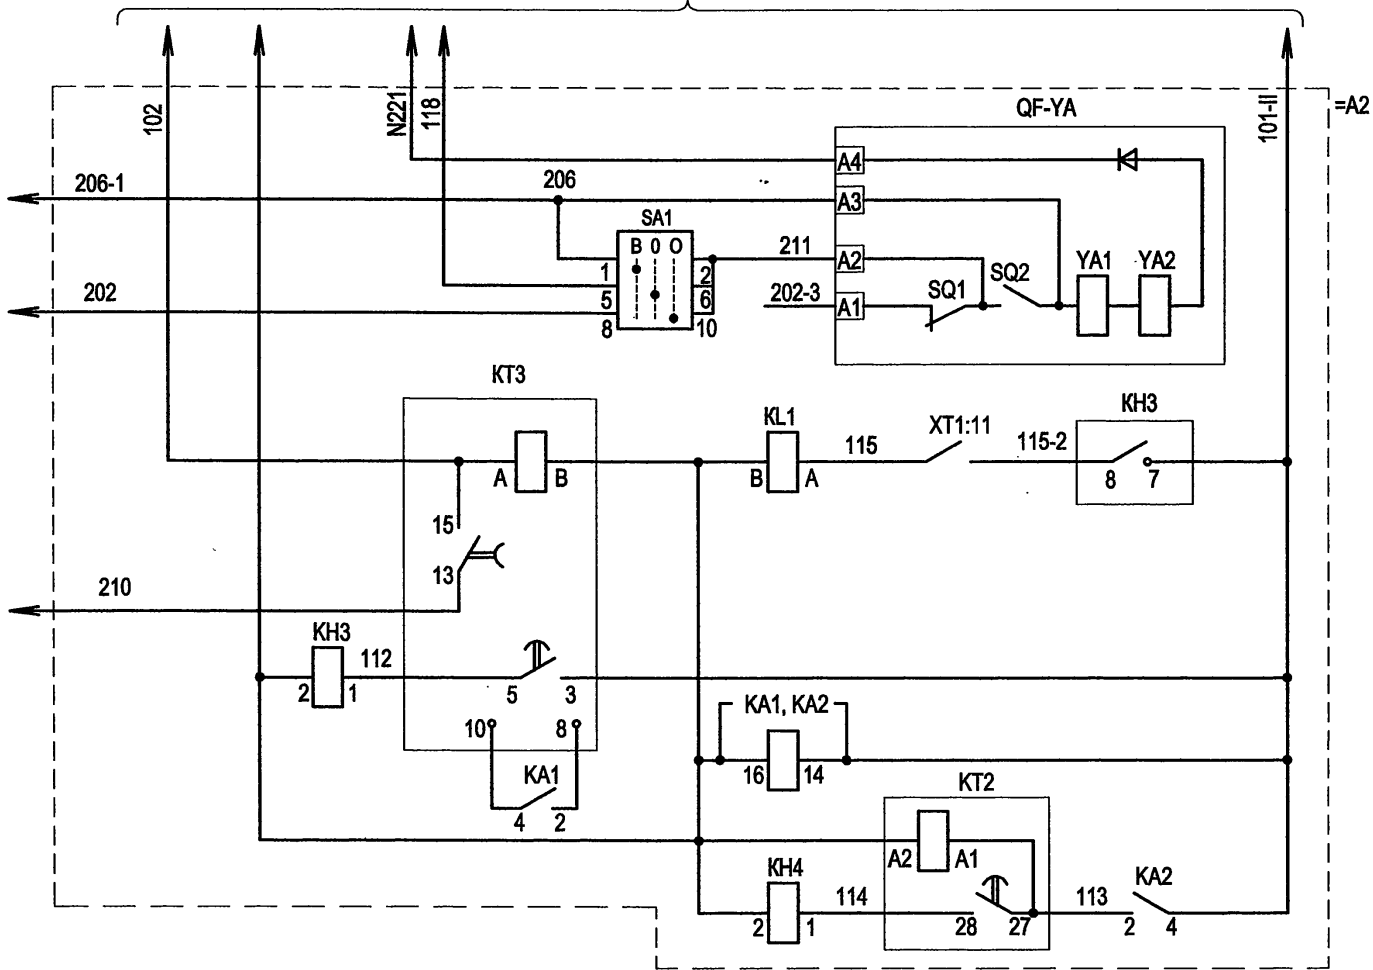 102
N221
118
101-II
=A2
QF-YA
A4
206-1
206
A3
SA1
B 0 O
211
A2
YA1 YA2
SQ2
1 2
202
5 6
202-3
A1
SQ1
8 10
KT3
KL1
KH3
XT1:11
115
115-2
A B
B A
8 7
15
13
210
KH3
112
2 1
5 3
10 8
KA1, KA2
16 14
KA1
4 2
KT2
A2 A1
KH4
114
113
KA2
2 1
28 27
2 4